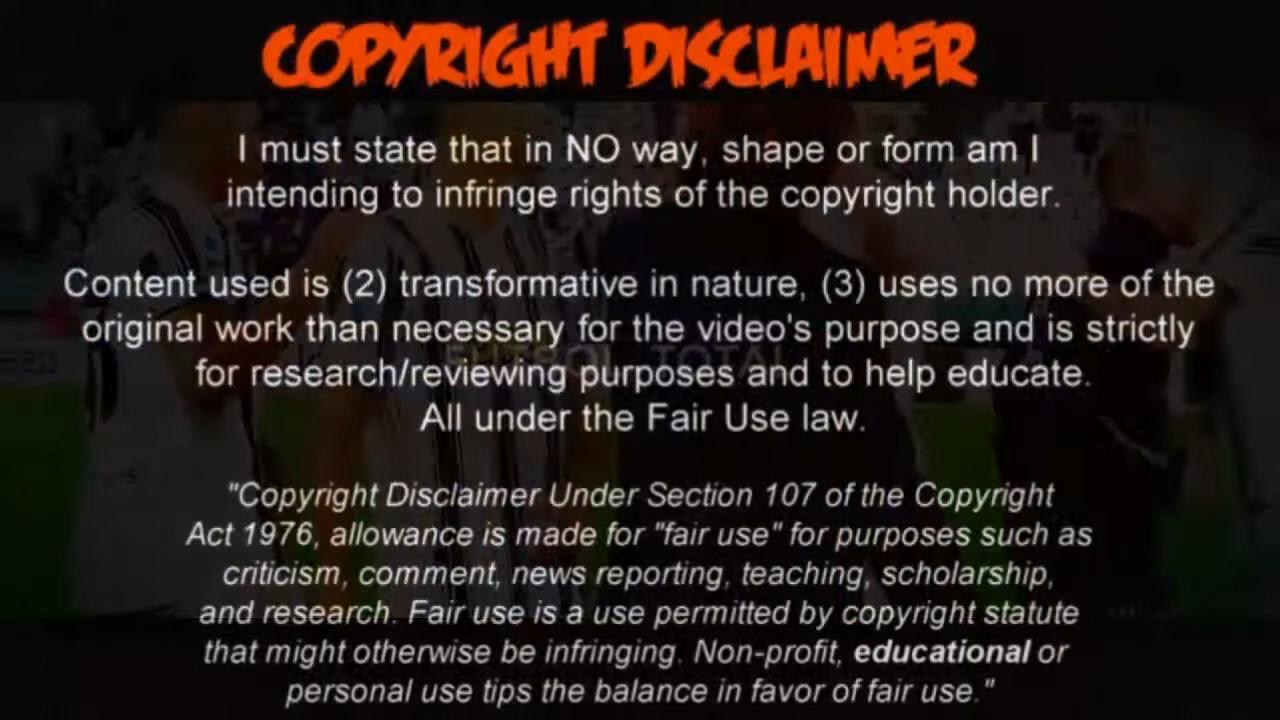 COPYRIGHT DISCLAIMER
I must state that in NO way, shape or form am I
intending to infringe rights of the copyright holder.
Content used is (2) transformative in nature, (3) uses no more of the
original work than necessary for the video's purpose and is strictly
for research/reviewing purposes and to help educate.
All under the Fair Use law.
"Copyright Disclaimer Under Section 107 of the Copyright
Act 1976, allowance is made for "fair use" for purposes such as
criticism, comment, news reporting, teaching, scholarship,
and research. Fair use is a use permitted by copyright statute
that might otherwise be infringing. Non-profit, educational or
personal use tips the balance in favor of fair use."